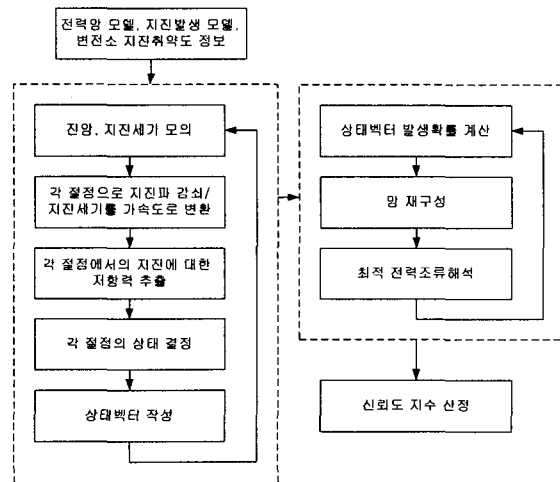 전력망 모델, 지진발생 모델,
변전소 지진취약도 정보
진앙, 지진세기 모의
각 절점으로 지진파 감쇠/
지진세기를 가속도로 변환
각 절점에서의 지진에 대한
저항력 추출
각 절점의 상태 결정
상태벡터 작성
상태벡터 발생확률 계산
망 재구성
최적 전력조류해석
신뢰도 지수 산정